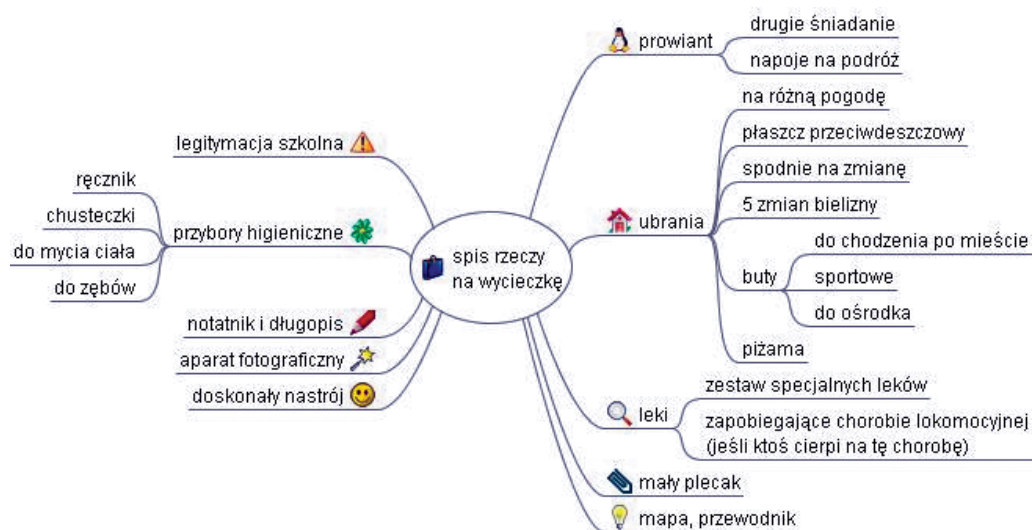 spis rzeczy
na wycieczkę
prowiant
drugie śniadanie
napoje na podróż
ubrania
na różną pogodę
płaszcz przeciwdeszczowy
spodnie na zmianę
5 zmian bielizny
buty
do chodzenia po mieście
sportowe
do ośrodka
piżama
leki
zestaw specjalnych leków
zapobiegające chorobie lokomocyjnej
(jeśli ktoś cierpi na tę chorobę)
mały plecak
mapa, przewodnik
legitymacja szkolna
przybory higieniczne
ręcznik
chusteczki
do mycia ciała
do zębów
notatnik i długopis
aparat fotograficzny
doskonały nastrój